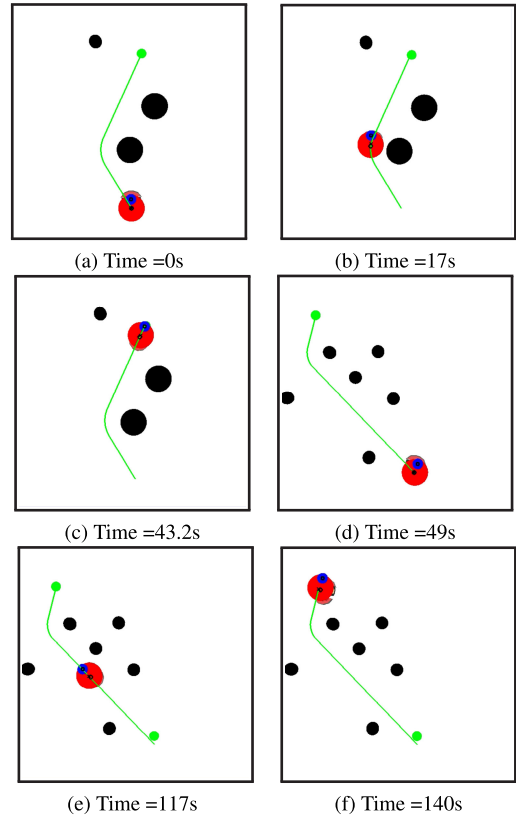 (a) Time =0s
(b) Time =17s
(c) Time =43.2s
(d) Time =49s
(e) Time =117s
(f) Time =140s